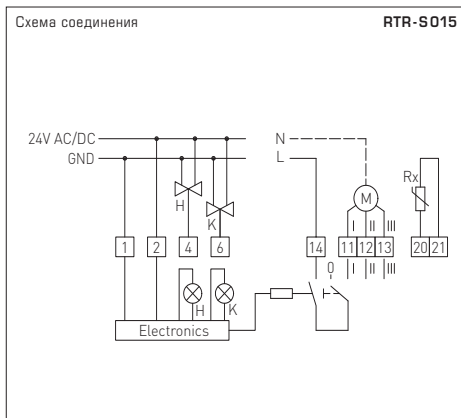 Схема соединения RTR-S015
24V AC/DC
GND
N
L
H
K
M
Rx
I II III
1 2 4 6 14 11 12 13 20 21
0 I II III
H K
Electronics